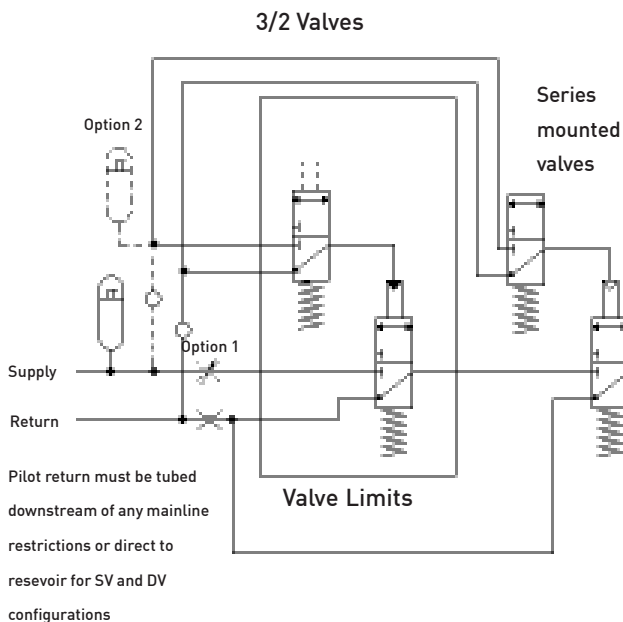 3/2 Valves
Option 2
Series
mounted
valves
Option 1
Supply
Return
Pilot return must be tubed
downstream of any mainline
restrictions or direct to
resevoir for SV and DV
configurations
Valve Limits